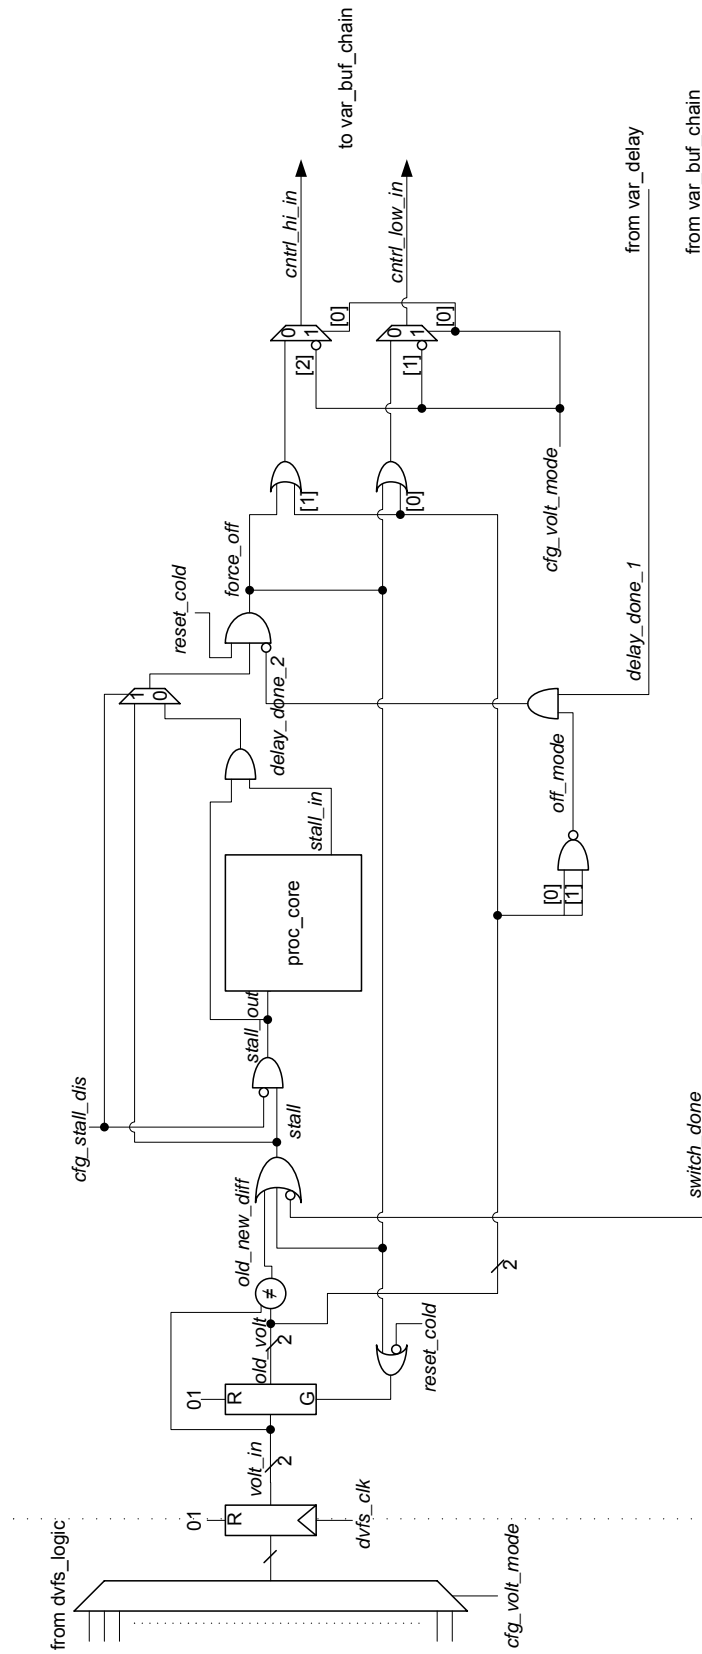 from dvfs_logic
cfg_volt_mode
01
R
dvfs_clk
volt_in
2
01
R
G
old_volt
2
≠
old_new_diff
reset_cold
2
switch_done
stall
cfg_stall_dis
stall_out
proc_core
stall_in
[0]
[1]
off_mode
delay_done_1
delay_done_2
1
0
reset_cold
force_off
[1]
[0]
cfg_volt_mode
[2]
0
1
[0]
[1]
0
1
[0]
cntrl_hi_in
cntrl_low_in
to var_buf_chain
from var_delay
from var_buf_chain